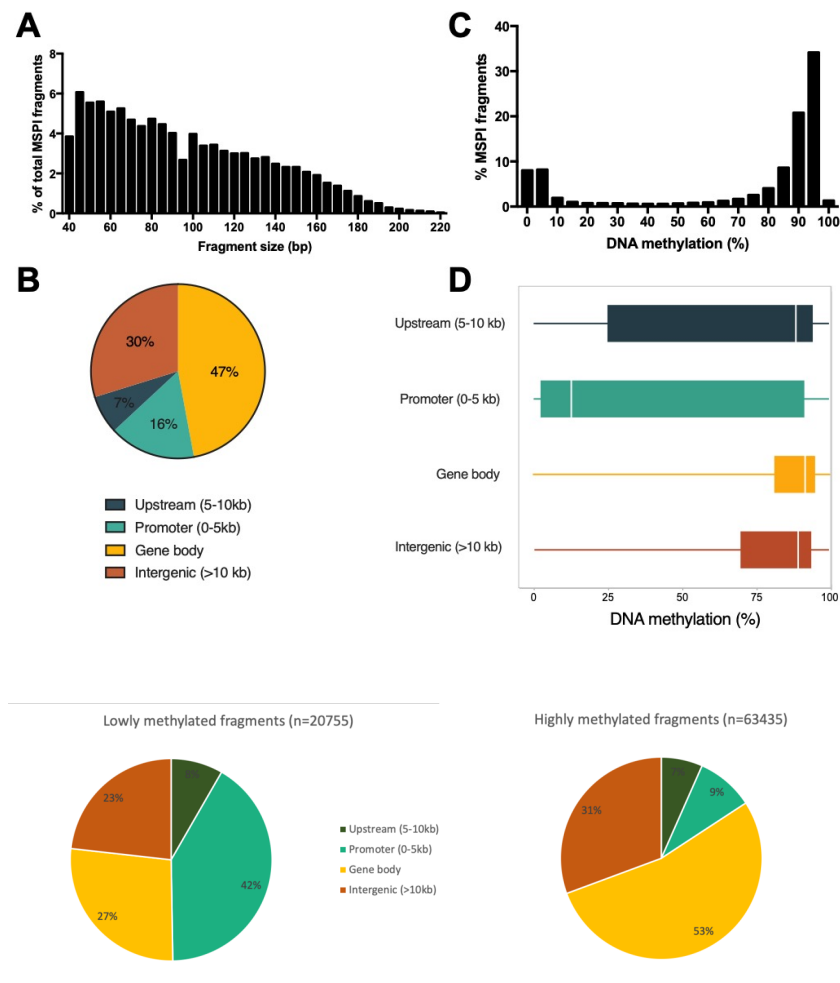 A
% of total MSPI fragments
8
6
4
2
0
40 60 80 100 120 140 160 180 200 220
Fragment size (bp)
C
% MSPI fragments
40
30
20
10
0
0 10 20 30 40 50 60 70 80 90 100
DNA methylation (%)
B
30%
47%
7%
16%
Upstream (5-10kb)
Promoter (0-5kb)
Gene body
Intergenic (>10 kb)
D
Upstream (5-10 kb)
Promoter (0-5 kb)
Gene body
Intergenic (>10 kb)
0 25 50 75 100
DNA methylation (%)
Lowly methylated fragments (n=20755)
23%
42%
27%
Upstream (5-10kb)
Promoter (0-5kb)
Gene body
Intergenic (>10kb)
Highly methylated fragments (n=63435)
9%
31%
53%